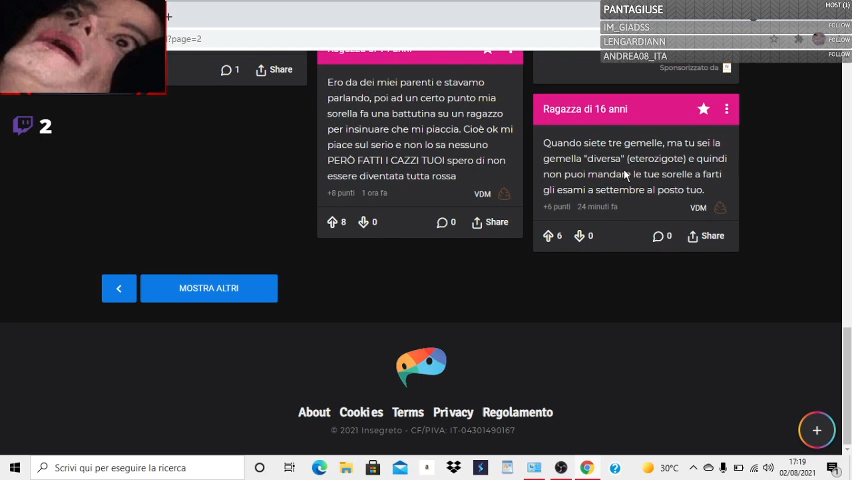 PANTAGIUSE
HOST (1)
IM_GIADSS
FOLLOW
LENGARDIANN
FOLLOW
ANDREA08_ITA
FOLLOW
?page=2
2
1 Share
Ero da dei miei parenti e stavamo
parlando, poi ad un certo punto mia
sorella fa una battutina su un ragazzo
per insinuare che mi piaccia. Cioè ok mi
piace sul serio e non lo sa nessuno
PERÒ FATTI I CAZZI TUOI spero di non
essere diventata tutta rossa
+8 punti 1 ora fa VDM
8 0 0 Share
Sponsorizzato da
Ragazza di 16 anni
Quando siete tre gemelle, ma tu sei la
gemella "diversa" (eterozigote) e quindi
non puoi mandare le tue sorelle a farti
gli esami a settembre al posto tuo.
+6 punti 24 minuti fa VDM
6 0 0 Share
MOSTRA ALTRI
About Cookies Terms Privacy Regolamento
© 2021 Insegreto - CF/PIVA: IT-04301490167
Scrivi qui per eseguire la ricerca
30°C
17:19
02/08/2021